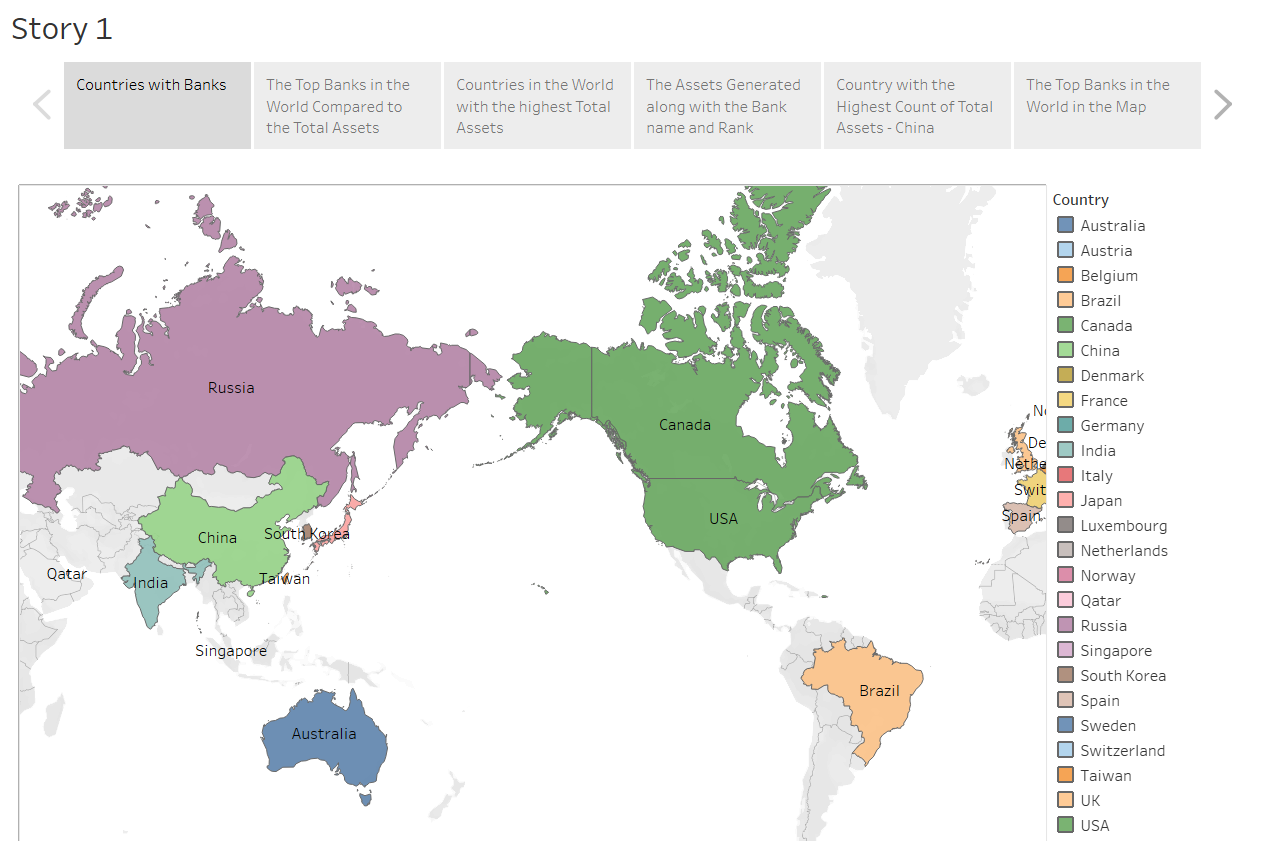 Story 1
Countries with Banks
The Top Banks in the
World Compared to
the Total Assets
Countries in the World
with the highest Total
Assets
The Assets Generated
along with the Bank
name and Rank
Country with the
Highest Count of Total
Assets - China
The Top Banks in the
World in the Map
Russia
Canada
USA
China
South Korea
Taiwan
India
Qatar
Singapore
Australia
Brazil
No
De
Nethe
Swit
Spain
Country
Australia
Austria
Belgium
Brazil
Canada
China
Denmark
France
Germany
India
Italy
Japan
Luxembourg
Netherlands
Norway
Qatar
Russia
Singapore
South Korea
Spain
Sweden
Switzerland
Taiwan
UK
USA